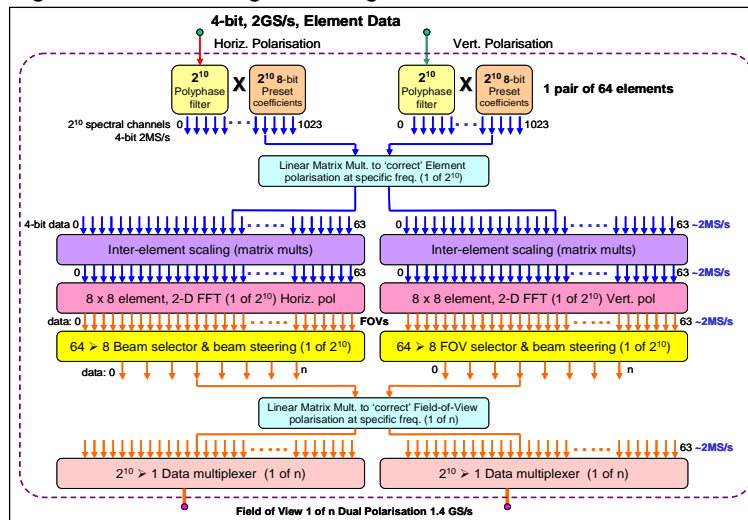 4-bit, 2GS/s, Element Data
Horiz. Polarisation
Vert. Polarisation
2¹⁰
Polyphase
filter
X
2¹⁰ 8-bit
Preset
coefficients
2¹⁰
Polyphase
filter
X
2¹⁰ 8-bit
Preset
coefficients
1 pair of 64 elements
2¹⁰ spectral channels
4-bit 2MS/s
0
1023
0
1023
Linear Matrix Mult. to ‘correct’ Element
polarisation at specific freq. (1 of 2¹⁰)
4-bit data 0
63
0
63 ~2MS/s
Inter-element scaling (matrix mults)
Inter-element scaling (matrix mults)
0
63
0
63 ~2MS/s
8 x 8 element, 2-D FFT (1 of 2¹⁰) Horiz. pol
8 x 8 element, 2-D FFT (1 of 2¹⁰) Vert. pol
data: 0
FOVs
63 ~2MS/s
64 ➢ 8 Beam selector & beam steering (1 of 2¹⁰)
64 ➢ 8 FOV selector & beam steering (1 of 2¹⁰)
data: 0
n
0
n
Linear Matrix Mult. to ‘correct’ Field-of-View
polarisation at specific freq. (1 of n)
63 ~2MS/s
2¹⁰ ➢ 1 Data multiplexer (1 of n)
2¹⁰ ➢ 1 Data multiplexer (1 of n)
Field of View 1 of n Dual Polarisation 1.4 GS/s